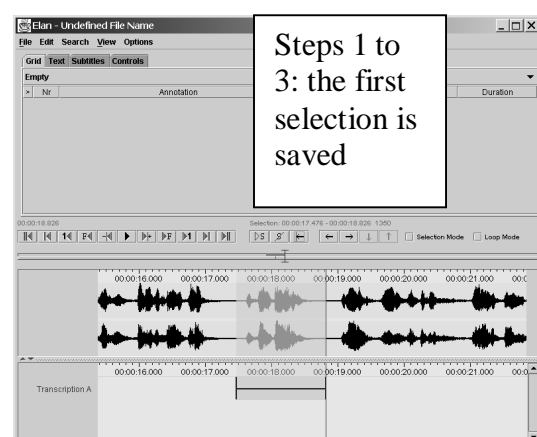 Elan - Undefined File Name
File Edit Search View Options
Steps 1 to
3: the first
selection is
saved
Grid Text Subtitles Controls
Empty
> Nr Annotation Duration
00:00:18.826 Selection: 00:00:17.476 - 00:00:18.826 1350
Selection Mode Loop Mode
00:00:16.000 00:00:17.000 00:00:18.000 00:00:19.000 00:00:20.000 00:00:21.000 00:0
00:00:16.000 00:00:17.000 00:00:18.000 00:00:19.000 00:00:20.000 00:00:21.000 00:0
Transcription A